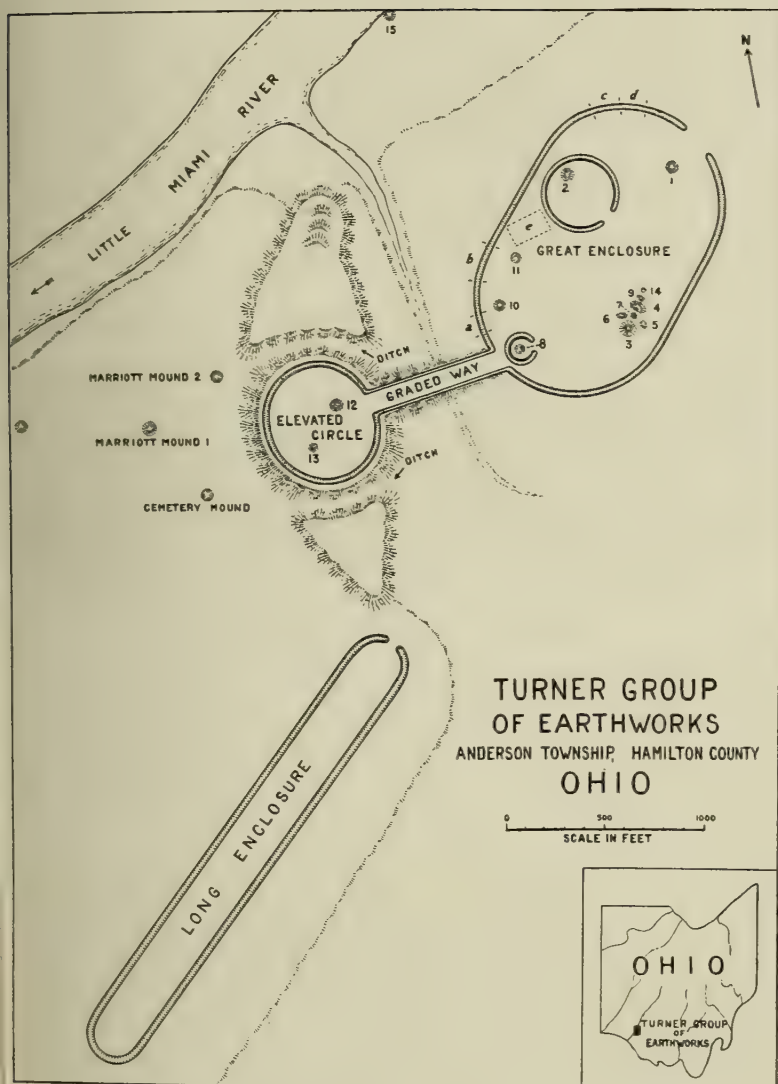 15
N
LITTLE MIAMI RIVER
c d
1
2
e
GREAT ENCLOSURE
b
11
10
a
9 14
7 4
6 5
3
8
DITCH
GRADED WAY
MARRIOTT MOUND 2
12
ELEVATED
CIRCLE
MARRIOTT MOUND 1
13
DITCH
CEMETERY MOUND
LONG ENCLOSURE
TURNER GROUP
OF EARTHWORKS
ANDERSON TOWNSHIP, HAMILTON COUNTY
OHIO
0 500 1000
SCALE IN FEET
OHIO
TURNER GROUP
OF
EARTHWORKS